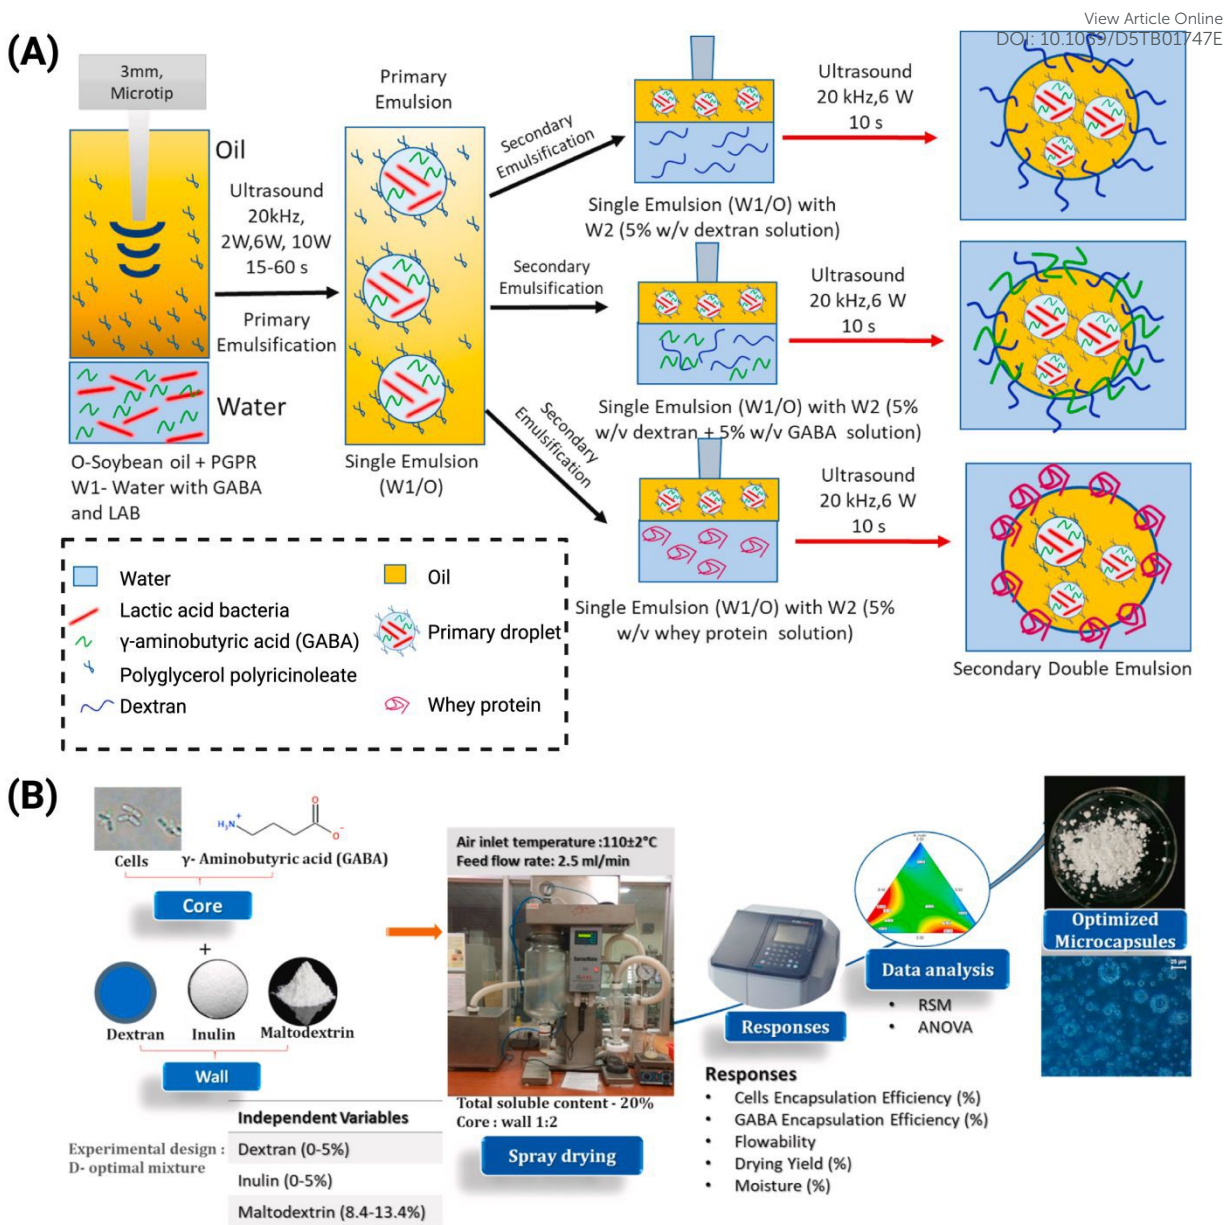 View Article Online
DOI: 10.1039/D5TB01747E
(A)
3mm,
Microtip
Oil
Ultrasound
20kHz,
2W,6W, 10W
15-60 s
Primary
Emulsification
Water
O-Soybean oil + PGPR
W1- Water with GABA
and LAB
Primary
Emulsion
Single Emulsion
(W1/O)
Secondary
Emulsification
Secondary
Emulsification
Secondary
Emulsification
Single Emulsion (W1/O) with
W2 (5% w/v dextran solution)
Ultrasound
20 kHz,6 W
10 s
Single Emulsion (W1/O) with W2 (5%
w/v dextran + 5% w/v GABA solution)
Ultrasound
20 kHz,6 W
10 s
Single Emulsion (W1/O) with W2 (5%
w/v whey protein solution)
Ultrasound
20 kHz,6 W
10 s
Secondary Double Emulsion
Water
Lactic acid bacteria
γ-aminobutyric acid (GABA)
Polyglycerol polyricinoleate
Dextran
Oil
Primary droplet
Whey protein
(B)
Cells
H₃N⁺
O
O⁻
γ- Aminobutyric acid (GABA)
Core
+
Dextran
Inulin
Maltodextrin
Wall
Experimental design :
D- optimal mixture
Independent Variables
Dextran (0-5%)
Inulin (0-5%)
Maltodextrin (8.4-13.4%)
Air inlet temperature :110±2°C
Feed flow rate: 2.5 ml/min
Total soluble content - 20%
Core : wall 1:2
Spray drying
Responses
Responses
• Cells Encapsulation Efficiency (%)
• GABA Encapsulation Efficiency (%)
• Flowability
• Drying Yield (%)
• Moisture (%)
Data analysis
• RSM
• ANOVA
Optimized
Microcapsules
25 µm